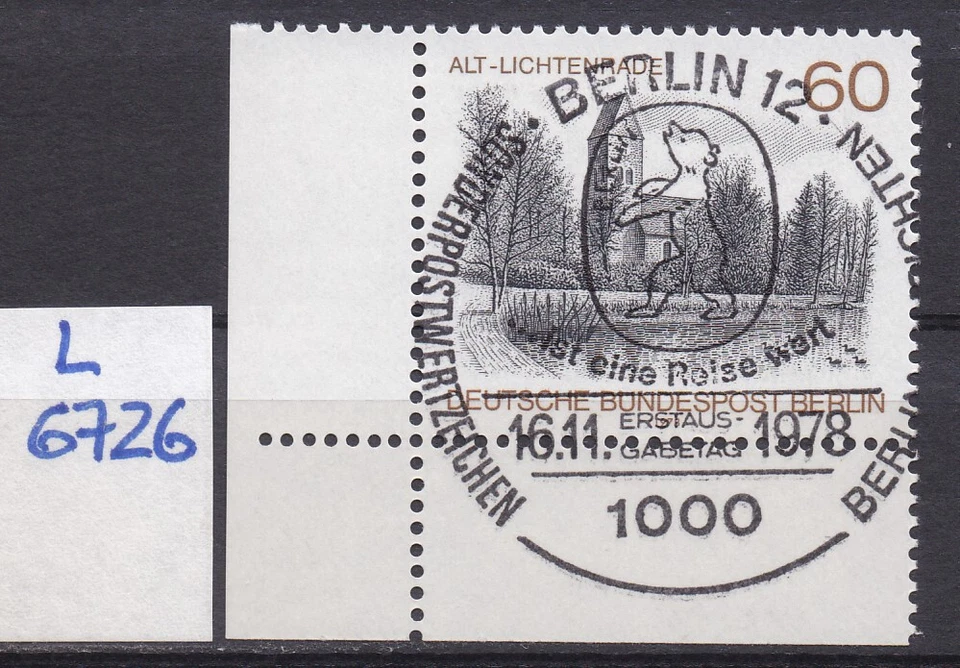 L
6726
ALT-LICHTENRADE
60
BERLIN 12
SONDERPOSTWERTZEICHEN
BERLIN
ist eine Reise wert
DEUTSCHE BUNDESPOST BERLIN
16.11. ERSTAUS- 1978
GABETAG
1000